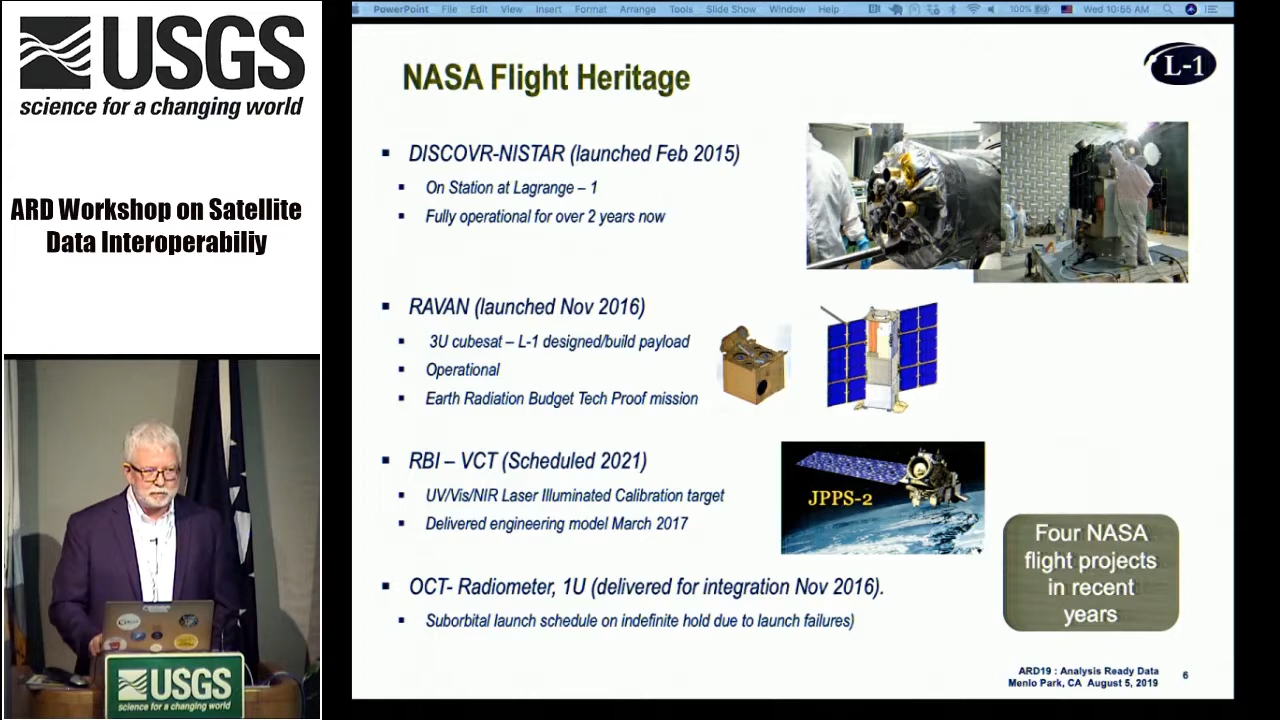 USGS
science for a changing world
ARD Workshop on Satellite
Data Interoperabiliy
USGS
science for a changing world
PowerPoint File Edit View Insert Format Arrange Tools Slide Show Window Help 100% Wed 10:55 AM
NASA Flight Heritage
L-1
DISCOVR-NISTAR (launched Feb 2015)
On Station at Lagrange – 1
Fully operational for over 2 years now
RAVAN (launched Nov 2016)
3U cubesat – L-1 designed/build payload
Operational
Earth Radiation Budget Tech Proof mission
RBI – VCT (Scheduled 2021)
UV/Vis/NIR Laser Illuminated Calibration target
Delivered engineering model March 2017
JPPS-2
OCT- Radiometer, 1U (delivered for integration Nov 2016).
Suborbital launch schedule on indefinite hold due to launch failures)
Four NASA
flight projects
in recent
years
ARD19 : Analysis Ready Data
Menlo Park, CA August 5, 2019
6